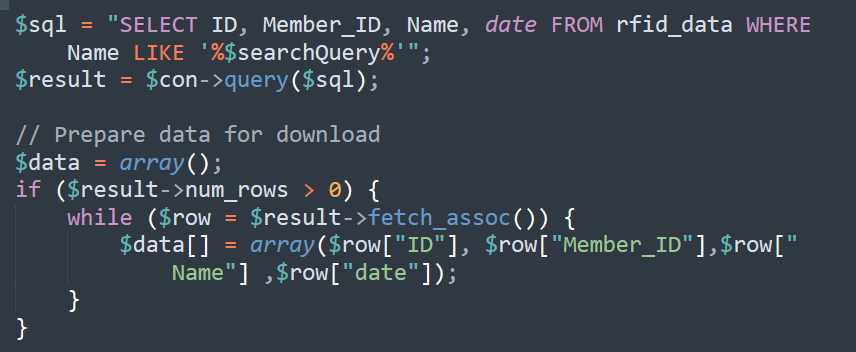 $sql = "SELECT ID, Member_ID, Name, date FROM rfid_data WHERE
Name LIKE '%$searchQuery%'";
$result = $con->query($sql);
// Prepare data for download
$data = array();
if ($result->num_rows > 0) {
while ($row = $result->fetch_assoc()) {
$data[] = array($row["ID"], $row["Member_ID"],$row["
Name"] ,$row["date"]);
}
}